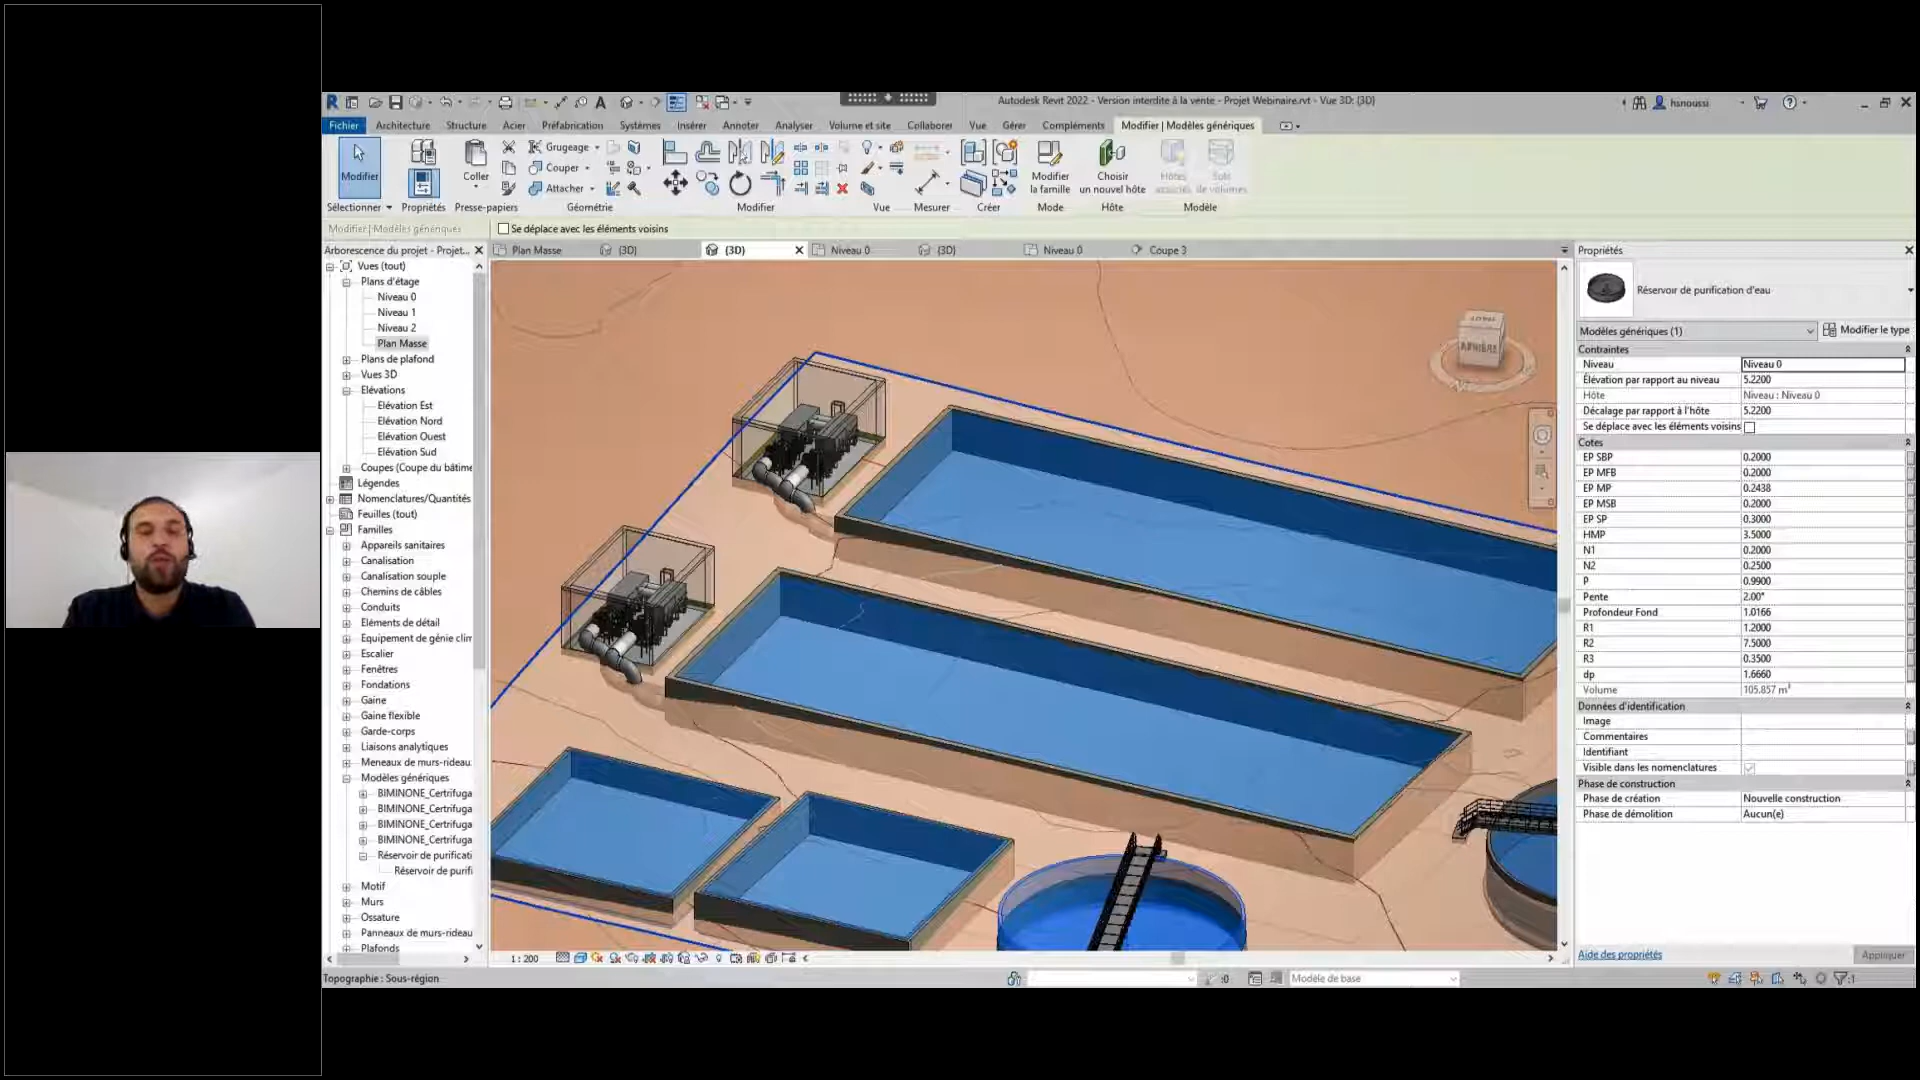 Autodesk Revit 2022 - Version interdite à la vente - Projet Webinaire.rvt - Vue 3D: {3D}
hsnoussi
Fichier Architecture Structure Acier Préfabrication Systèmes Insérer Annoter Analyser Volume et site Collaborer Vue Gérer Compléments Modifier | Modèles génériques
Modifier
Coller
Grugeage
Couper
Attacher
Modifier la famille
Choisir un nouvel hôte
Hôtes associés
Sols de volumes
Sélectionner Propriétés Presse-papiers Géométrie Modifier Vue Mesurer Créer Mode Hôte Modèle
Modifier | Modèles génériques
Se déplace avec les éléments voisins
Arborescence du projet - Projet...
Plan Masse {3D} {3D} Niveau 0 {3D} Niveau 0 Coupe 3
Vues (tout)
Plans d'étage
Niveau 0
Niveau 1
Niveau 2
Plan Masse
Plans de plafond
Vues 3D
Elévations
Elévation Est
Elévation Nord
Elévation Ouest
Elévation Sud
Coupes (Coupe du bâtime
Légendes
Nomenclatures/Quantités
Feuilles (tout)
Familles
Appareils sanitaires
Canalisation
Canalisation souple
Chemins de câbles
Conduits
Eléments de détail
Equipement de génie clim
Escalier
Fenêtres
Fondations
Gaine
Gaine flexible
Garde-corps
Liaisons analytiques
Meneaux de murs-rideau
Modèles génériques
BIMINONE_Certrifuga
BIMINONE_Certrifuga
BIMINONE_Certrifuga
BIMINONE_Certrifuga
Réservoir de purificati
Réservoir de purifi
Motif
Murs
Ossature
Panneaux de murs-rideau
Plafonds
ARRIÈRE
Propriétés
Réservoir de purification d'eau
Modèles génériques (1) Modifier le type
Contraintes
Niveau Niveau 0
Élévation par rapport au niveau 5.2200
Hôte Niveau : Niveau 0
Décalage par rapport à l'hôte 5.2200
Se déplace avec les éléments voisins
Cotes
EP SBP 0.2000
EP MFB 0.2000
EP MP 0.2438
EP MSB 0.2000
EP SP 0.3000
HMP 3.5000
N1 0.2000
N2 0.2500
P 0.9900
Pente 2.00°
Profondeur Fond 1.0166
R1 1.2000
R2 7.5000
R3 0.3500
dp 1.6660
Volume 105.857 m³
Données d'identification
Image
Commentaires
Identifiant
Visible dans les nomenclatures
Phase de construction
Phase de création Nouvelle construction
Phase de démolition Aucun(e)
Aide des propriétés Appliquer
1 : 200
Topographie : Sous-région
:0
Modèle de base
:1